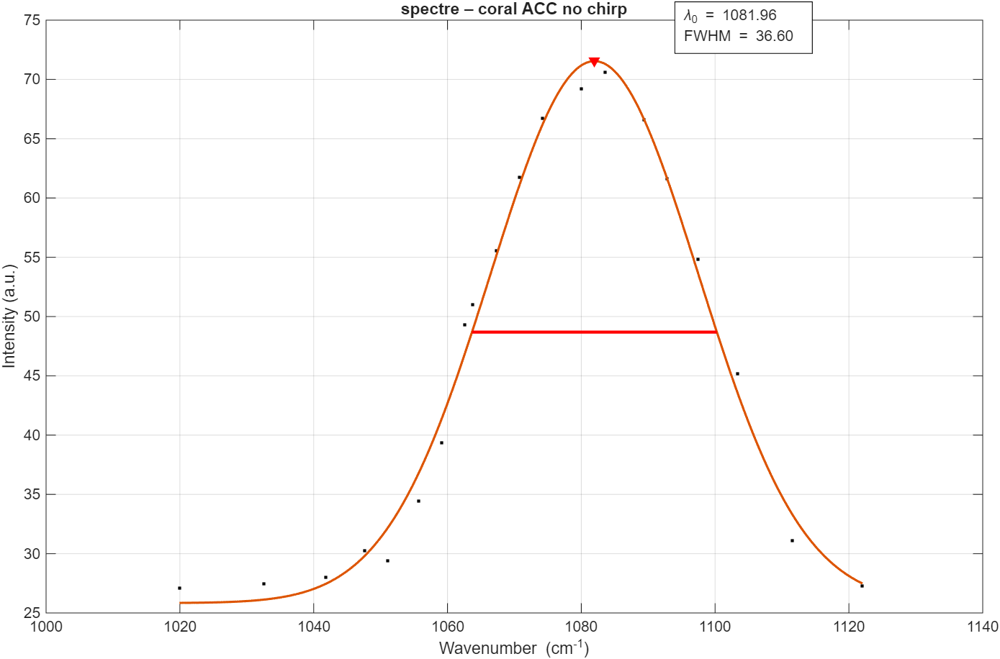 spectre – coral ACC no chirp
λ0 = 1081.96
FWHM = 36.60
75
70
65
60
55
50
45
40
35
30
25
Intensity (a.u.)
1000 1020 1040 1060 1080 1100 1120 1140
Wavenumber (cm-1)